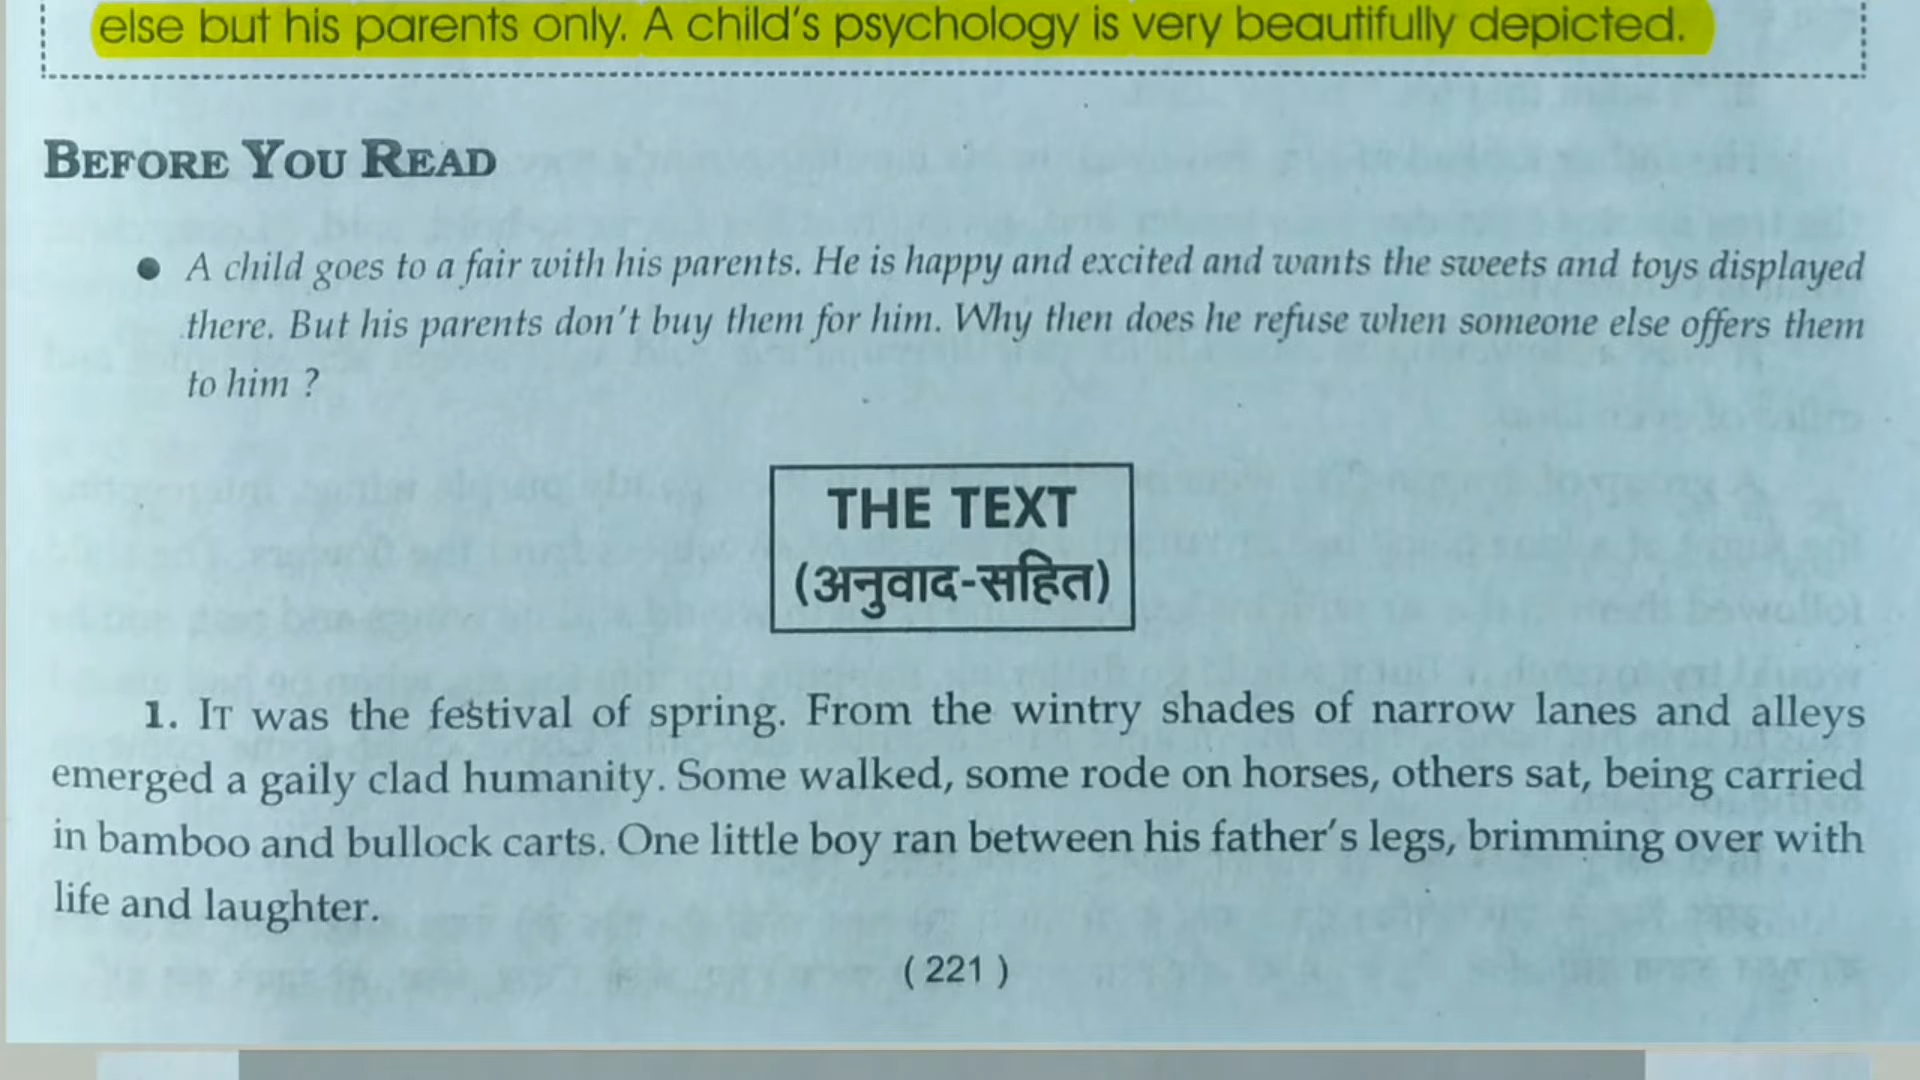 else but his parents only. A child's psychology is very beautifully depicted.
BEFORE YOU READ
● A child goes to a fair with his parents. He is happy and excited and wants the sweets and toys displayed
there. But his parents don't buy them for him. Why then does he refuse when someone else offers them
to him ?
THE TEXT
(अनुवाद-सहित)
1. IT was the festival of spring. From the wintry shades of narrow lanes and alleys
emerged a gaily clad humanity. Some walked, some rode on horses, others sat, being carried
in bamboo and bullock carts. One little boy ran between his father's legs, brimming over with
life and laughter.
( 221 )